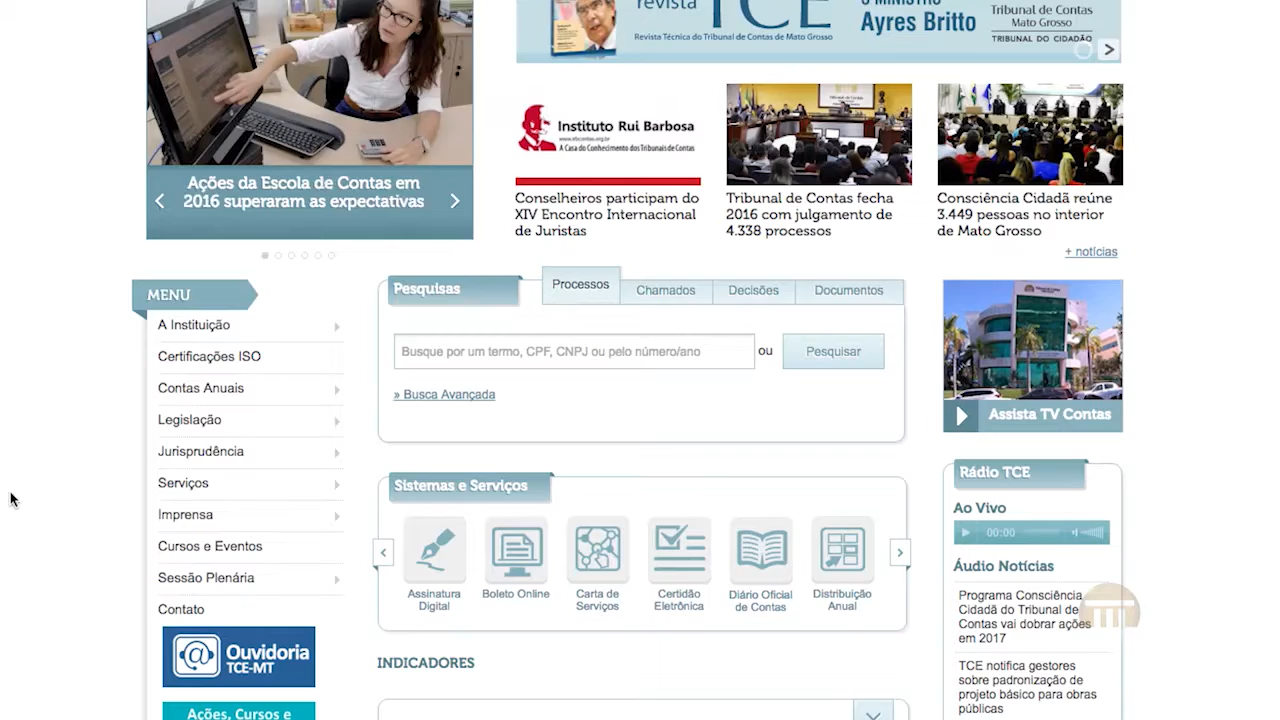 revista TCE
Revista Técnica do Tribunal de Contas de Mato Grosso
O MINISTRO
Ayres Britto
Tribunal de Contas
Mato Grosso
TRIBUNAL DO CIDADÃO
Ações da Escola de Contas em
2016 superaram as expectativas
Instituto Rui Barbosa
www.irbcontas.org.br
A Casa do Conhecimento dos Tribunais de Contas
Conselheiros participam do
XIV Encontro Internacional
de Juristas
Tribunal de Contas fecha
2016 com julgamento de
4.338 processos
Consciência Cidadã reúne
3.449 pessoas no interior
de Mato Grosso
+ notícias
MENU
A Instituição
Certificações ISO
Contas Anuais
Legislação
Jurisprudência
Serviços
Imprensa
Cursos e Eventos
Sessão Plenária
Contato
Ouvidoria
TCE-MT
Ações, Cursos e
Pesquisas
Processos
Chamados
Decisões
Documentos
Busque por um termo, CPF, CNPJ ou pelo número/ano
ou
Pesquisar
» Busca Avançada
Sistemas e Serviços
Assinatura
Digital
Boleto Online
Carta de
Serviços
Certidão
Eletrônica
Diário Oficial
de Contas
Distribuição
Anual
INDICADORES
Assista TV Contas
Rádio TCE
Ao Vivo
00:00
Áudio Notícias
Programa Consciência
Cidadã do Tribunal de
Contas vai dobrar ações
em 2017
TCE notifica gestores
sobre padronização de
projeto básico para obras
públicas